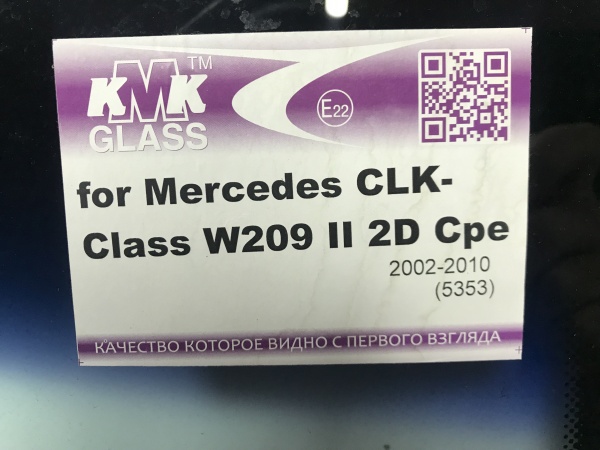 KMK™
GLASS
E22
for Mercedes CLK-
Class W209 II 2D Cpe
2002-2010
(5353)
КАЧЕСТВО КОТОРОЕ ВИДНО С ПЕРВОГО ВЗГЛЯДА